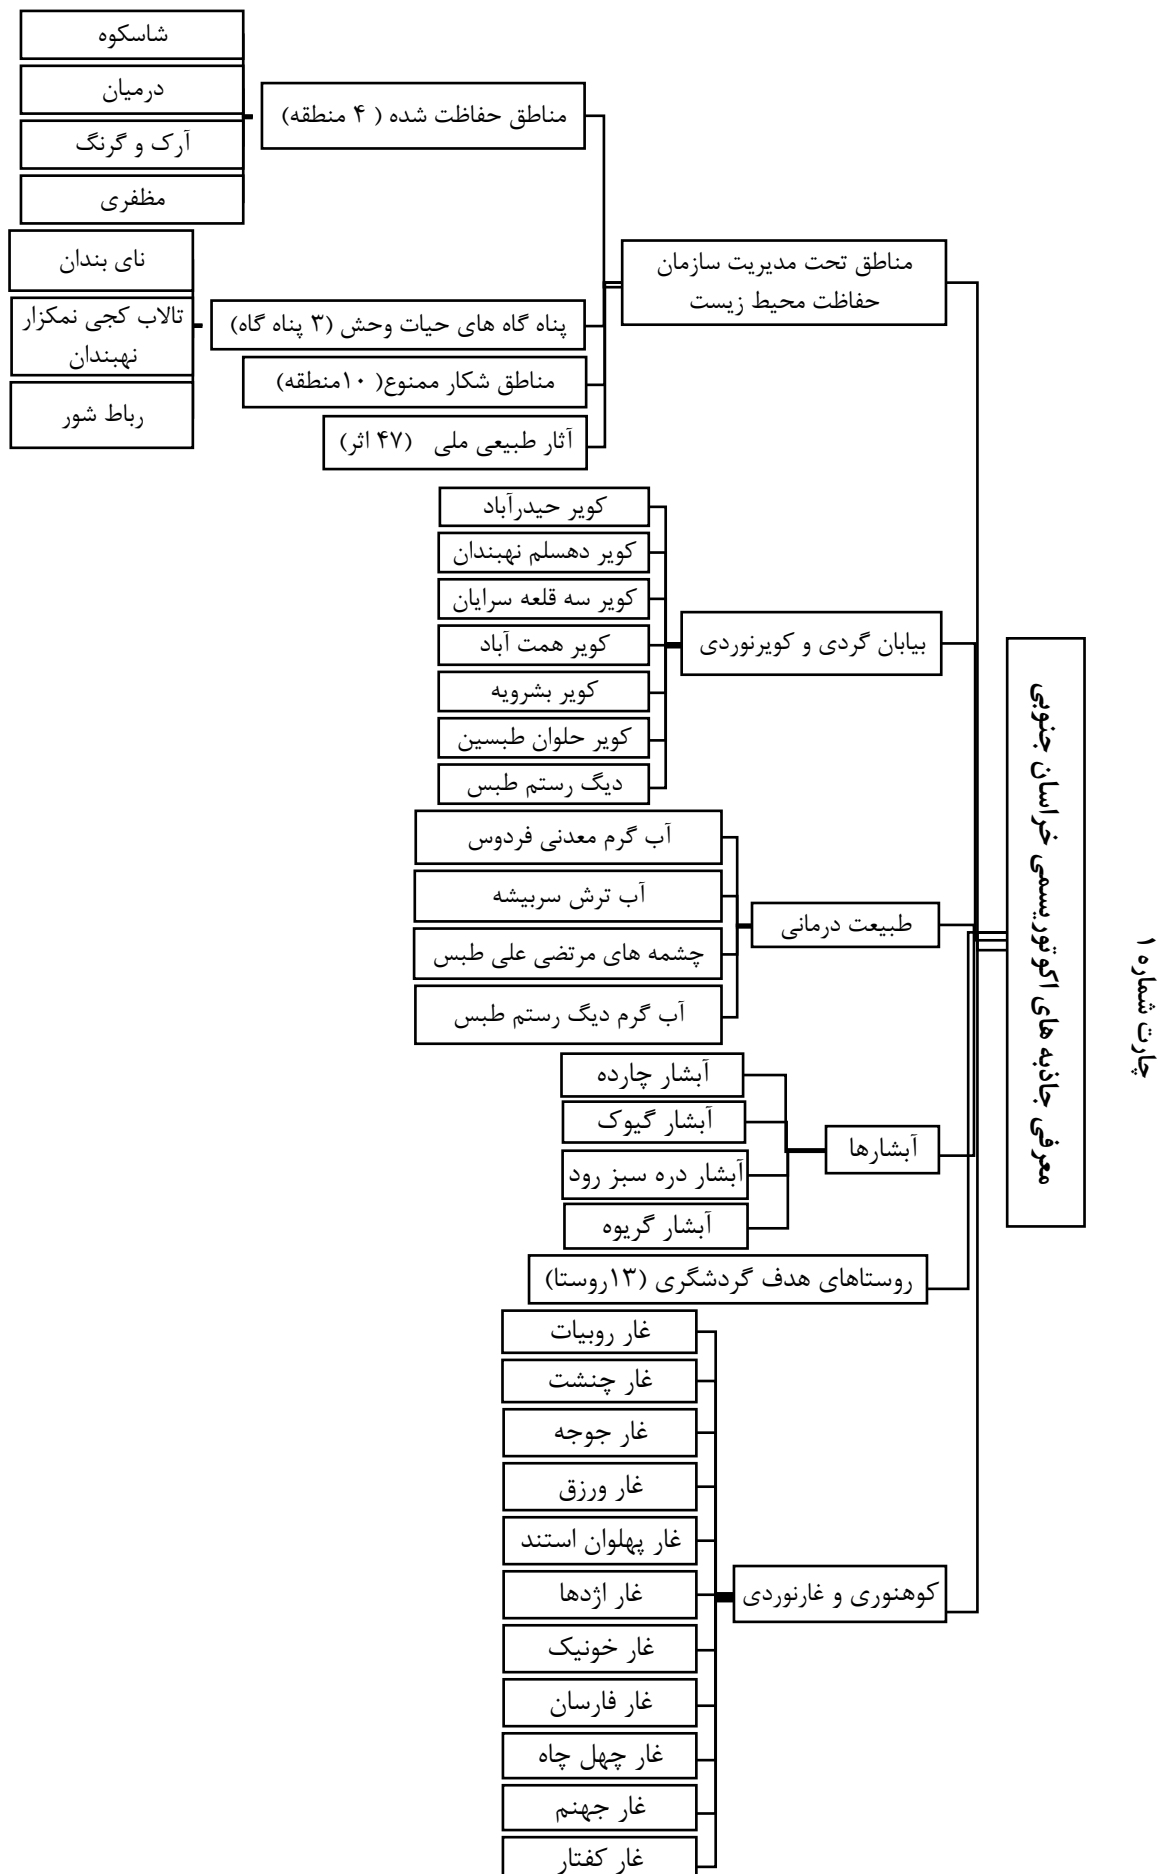 چارت شماره ۱
معرفی جاذبه های اکوتوریسمی خراسان جنوبی
مناطق تحت مدیریت سازمان
حفاظت محیط زیست
مناطق حفاظت شده ( ۴ منطقه)
شاسکوه
درمیان
آرک و گرنگ
مظفری
پناه گاه های حیات وحش (۳ پناه گاه)
نای بندان
تالاب کجی نمکزار
نهبندان
رباط شور
مناطق شکار ممنوع( ۱۰منطقه)
آثار طبیعی ملی (۴۷ اثر)
بیابان گردی و کویرنوردی
کویر حیدرآباد
کویر دهسلم نهبندان
کویر سه قلعه سرایان
کویر همت آباد
کویر بشرویه
کویر حلوان طبسین
دیگ رستم طبس
طبیعت درمانی
آب گرم معدنی فردوس
آب ترش سربیشه
چشمه های مرتضی علی طبس
آب گرم دیگ رستم طبس
آبشارها
آبشار چارده
آبشار گیوک
آبشار دره سبز رود
آبشار گریوه
روستاهای هدف گردشگری (۱۳روستا)
کوهنوری و غارنوردی
غار روبیات
غار چنشت
غار جوجه
غار ورزق
غار پهلوان استند
غار اژدها
غار خونیک
غار فارسان
غار چهل چاه
غار جهنم
غار کفتار